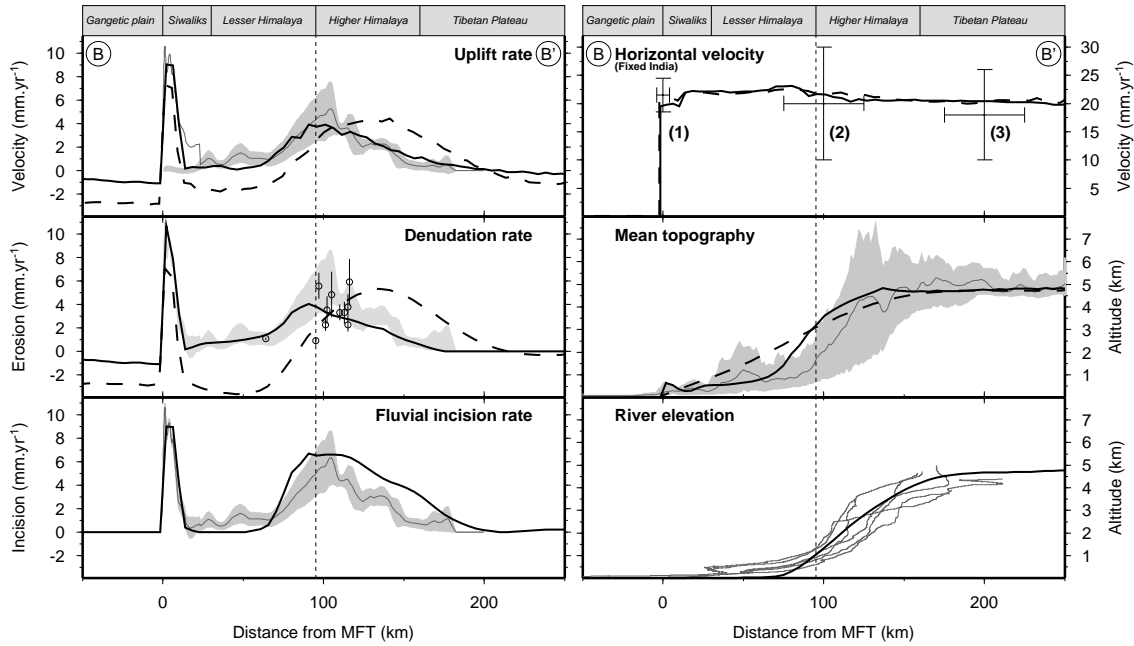 Gangetic plain Siwaliks Lesser Himalaya Higher Himalaya Tibetan Plateau
B Uplift rate B'
Velocity (mm.yr-1)
10
8
6
4
2
0
-2
Denudation rate
Erosion (mm.yr-1)
10
8
6
4
2
0
-2
Fluvial incision rate
Incision (mm.yr-1)
10
8
6
4
2
0
-2
0 100 200
Distance from MFT (km)
Gangetic plain Siwaliks Lesser Himalaya Higher Himalaya Tibetan Plateau
B Horizontal velocity B'
(Fixed India)
(1) (2) (3)
30
25
20
15
10
5
Velocity (mm.yr-1)
Mean topography
7
6
5
4
3
2
1
Altitude (km)
River elevation
7
6
5
4
3
2
1
Altitude (km)
0 100 200
Distance from MFT (km)